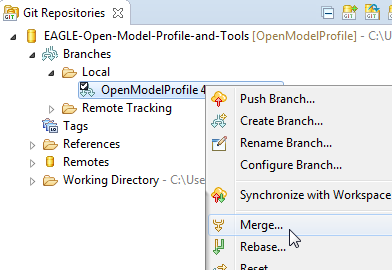 Git Repositories
EAGLE-Open-Model-Profile-and-Tools [OpenModelProfile] - C:\U
Branches
Local
OpenModelProfile 4
Remote Tracking
Tags
References
Remotes
Working Directory - C:\Use
Push Branch...
Create Branch...
Rename Branch...
Configure Branch...
Synchronize with Workspace
Merge...
Rebase...
Reset